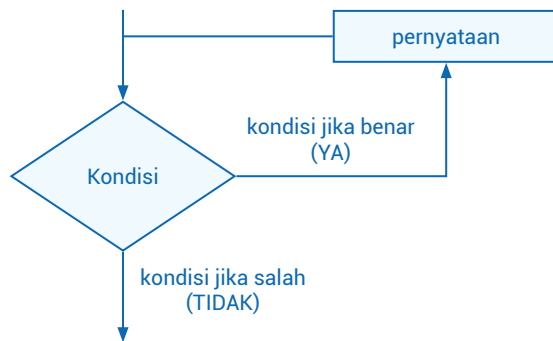 pernyataan
kondisi jika benar
(YA)
Kondisi
kondisi jika salah
(TIDAK)